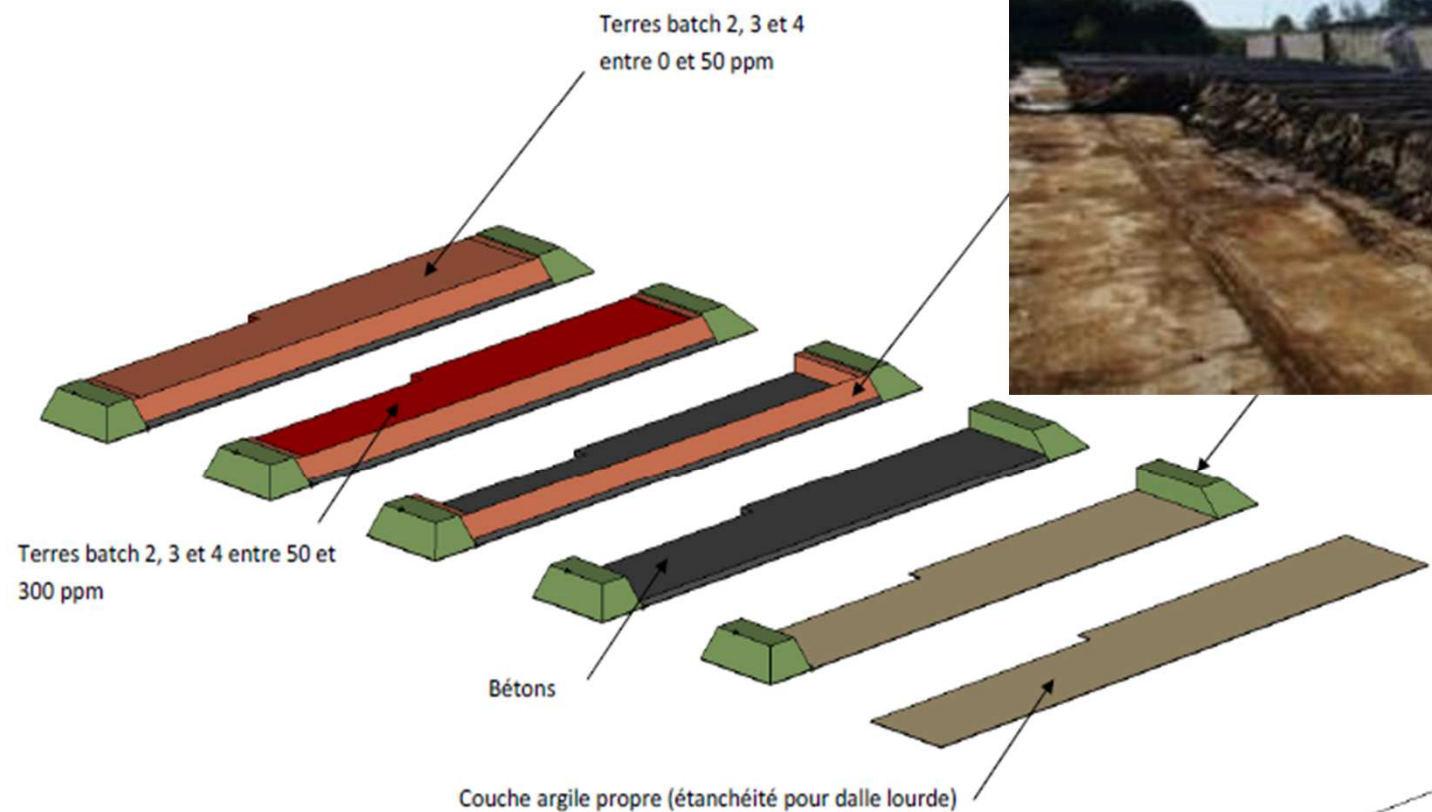 Terres batch 2, 3 et 4
entre 0 et 50 ppm
Terres batch 2, 3 et 4 entre 50 et
300 ppm
Bétons
Couche argile propre (étanchéité pour dalle lourde)